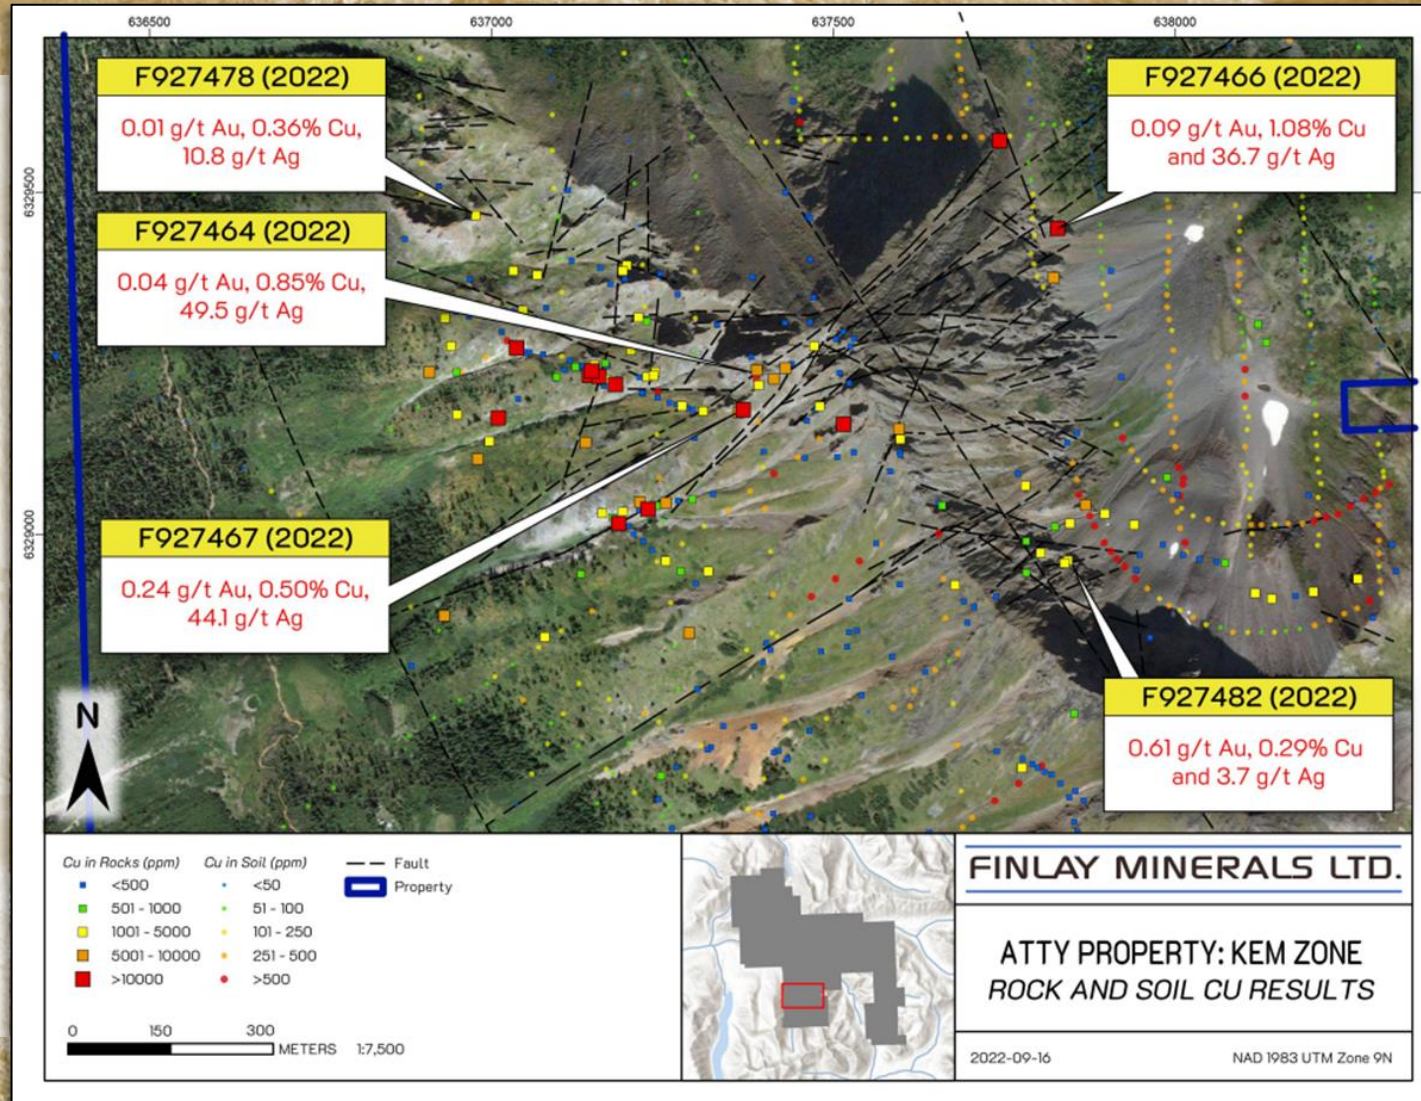 636500
637000
637500
638000
6329500
6329000
F927478 (2022)
0.01 g/t Au, 0.36% Cu,
10.8 g/t Ag
F927464 (2022)
0.04 g/t Au, 0.85% Cu,
49.5 g/t Ag
F927467 (2022)
0.24 g/t Au, 0.50% Cu,
44.1 g/t Ag
F927466 (2022)
0.09 g/t Au, 1.08% Cu
and 36.7 g/t Ag
F927482 (2022)
0.61 g/t Au, 0.29% Cu
and 3.7 g/t Ag
N
Cu in Rocks (ppm)
<500
501 - 1000
1001 - 5000
5001 - 10000
>10000
Cu in Soil (ppm)
<50
51 - 100
101 - 250
251 - 500
>500
Fault
Property
0 150 300
METERS 1:7,500
FINLAY MINERALS LTD.
ATTY PROPERTY: KEM ZONE
ROCK AND SOIL CU RESULTS
2022-09-16 NAD 1983 UTM Zone 9N